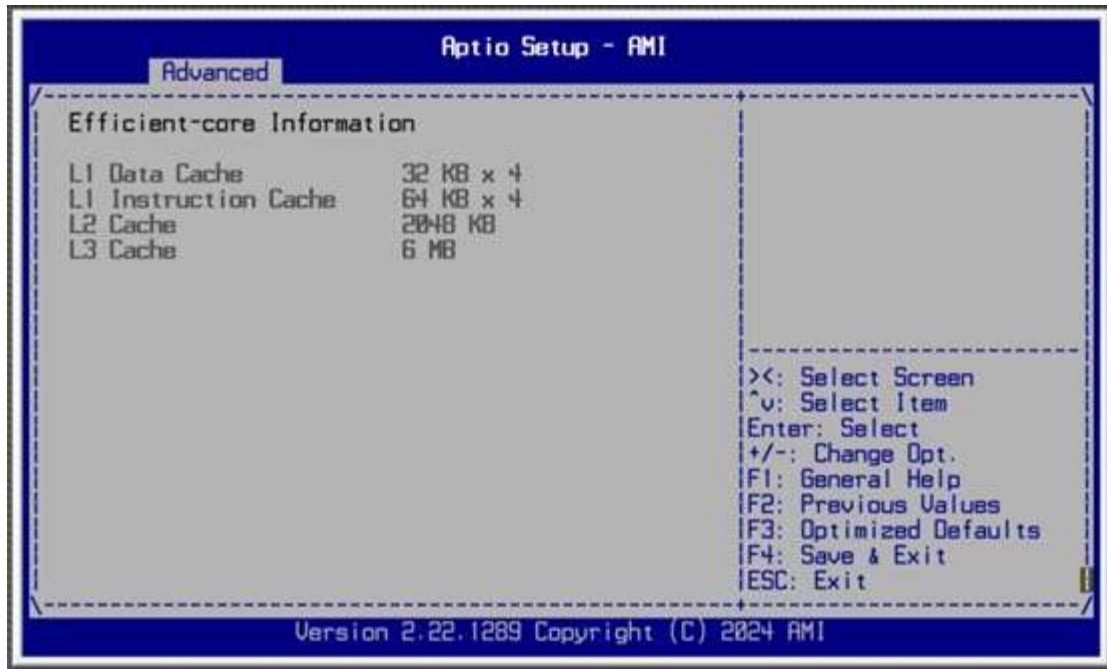 Aptio Setup - AMI
Advanced
Efficient-core Information
L1 Data Cache 32 KB x 4
L1 Instruction Cache 64 KB x 4
L2 Cache 2048 KB
L3 Cache 6 MB
><: Select Screen
^v: Select Item
Enter: Select
+/-: Change Opt.
F1: General Help
F2: Previous Values
F3: Optimized Defaults
F4: Save & Exit
ESC: Exit
Version 2.22.1289 Copyright (C) 2024 AMI